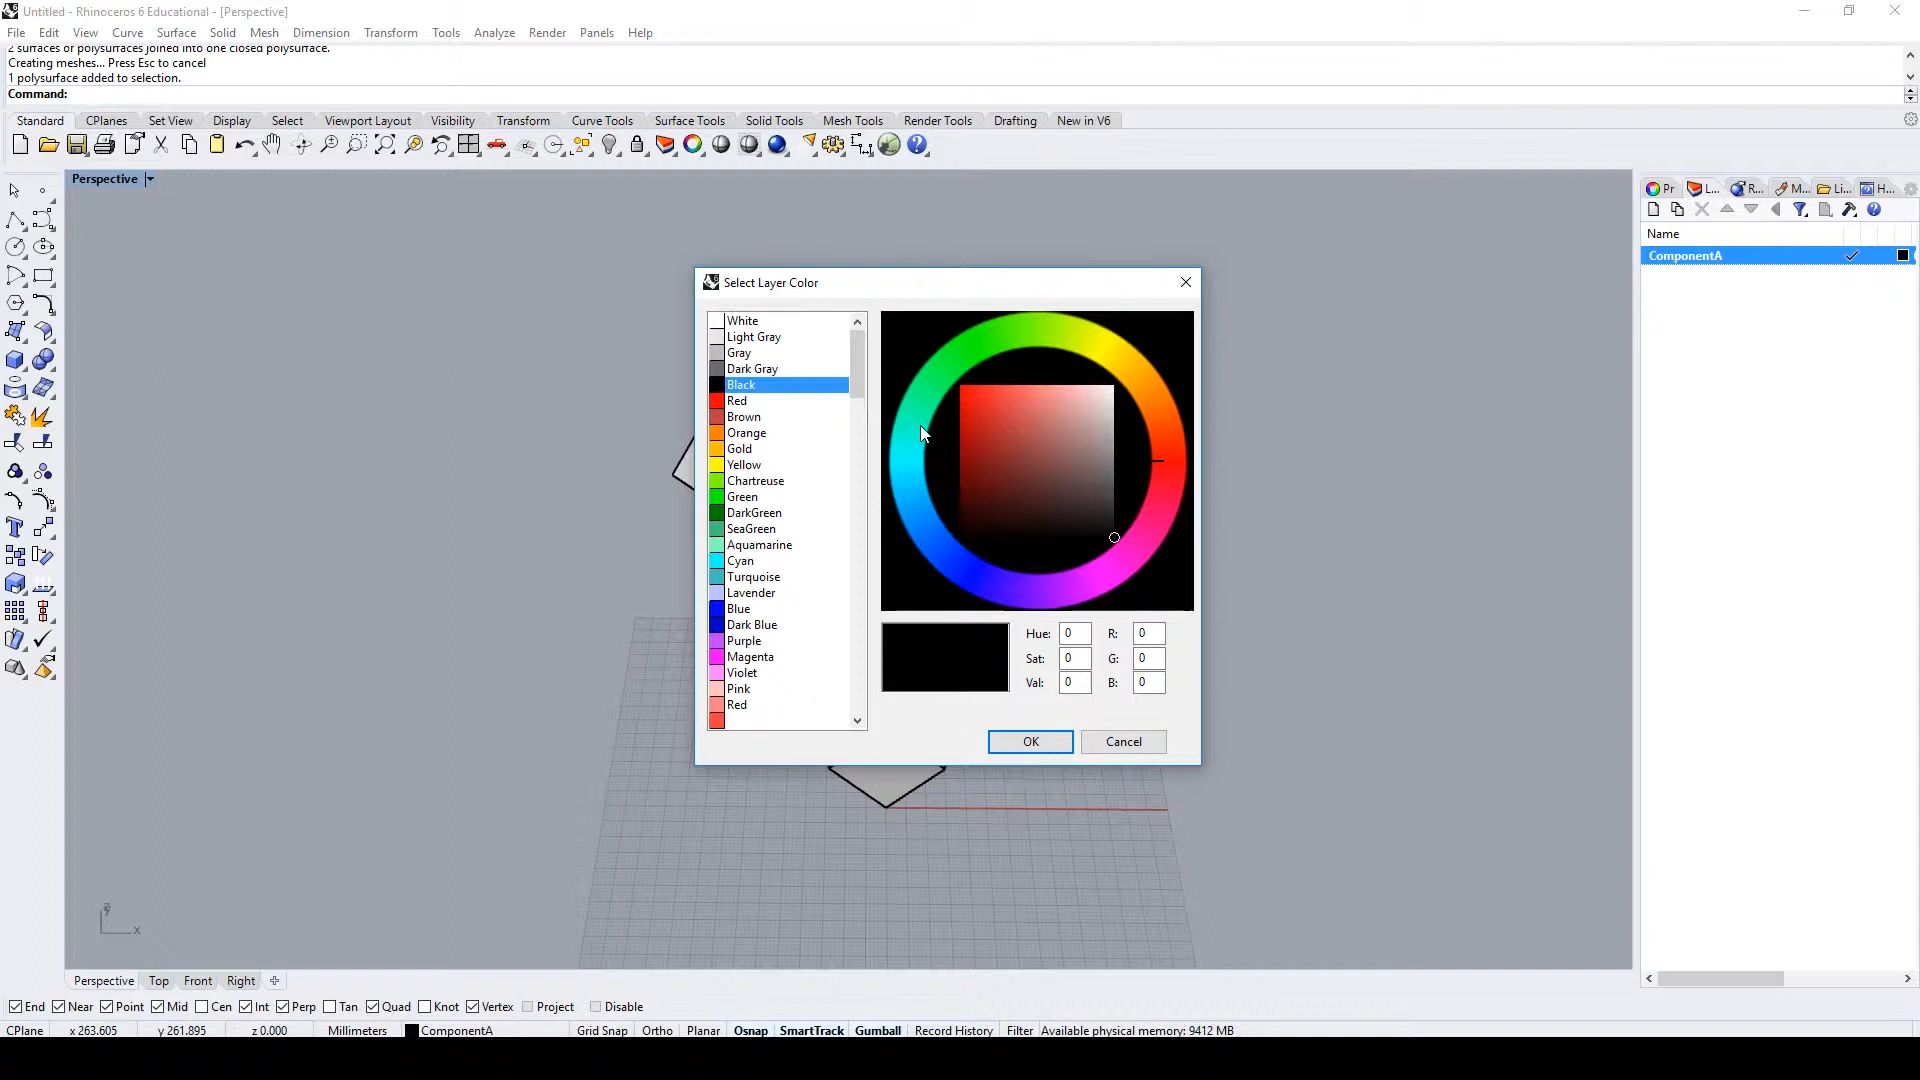 Untitled - Rhinoceros 6 Educational - [Perspective]
File Edit View Curve Surface Solid Mesh Dimension Transform Tools Analyze Render Panels Help
2 surfaces or polysurfaces joined into one closed polysurface.
Creating meshes... Press Esc to cancel
1 polysurface added to selection.
Command:
Standard CPlanes Set View Display Select Viewport Layout Visibility Transform Curve Tools Surface Tools Solid Tools Mesh Tools Render Tools Drafting New in V6
Perspective
Pr L... R... M... Li... H...
Name
ComponentA
Select Layer Color
White
Light Gray
Gray
Dark Gray
Black
Red
Brown
Orange
Gold
Yellow
Chartreuse
Green
DarkGreen
SeaGreen
Aquamarine
Cyan
Turquoise
Lavender
Blue
Dark Blue
Purple
Magenta
Violet
Pink
Red
Hue: 0 R: 0
Sat: 0 G: 0
Val: 0 B: 0
OK Cancel
x
Perspective Top Front Right
End Near Point Mid Cen Int Perp Tan Quad Knot Vertex Project Disable
CPlane x 263.605 y 261.895 z 0.000 Millimeters ComponentA Grid Snap Ortho Planar Osnap SmartTrack Gumball Record History Filter Available physical memory: 9412 MB